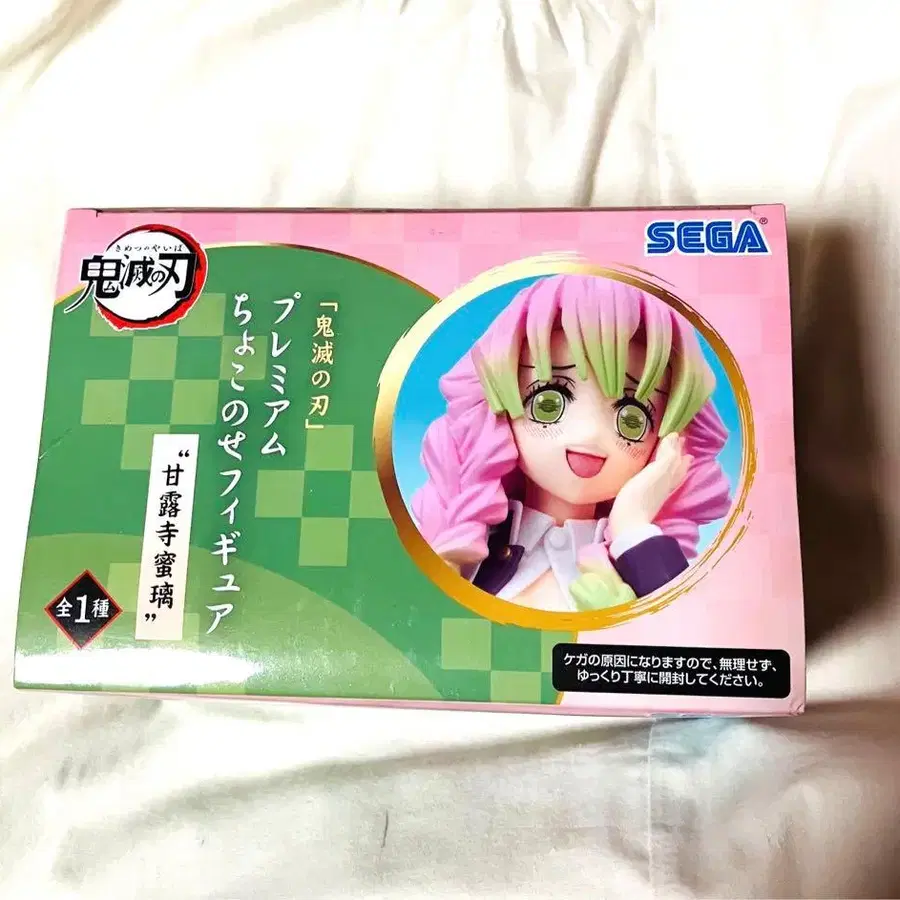 きめつのやいば
鬼滅の刃
SEGA®
「鬼滅の刃」
プレミアム
ちょこのせフィギュア
“甘露寺蜜璃”
全1種
ケガの原因になりますので、無理せず、
ゆっくり丁寧に開封してください。